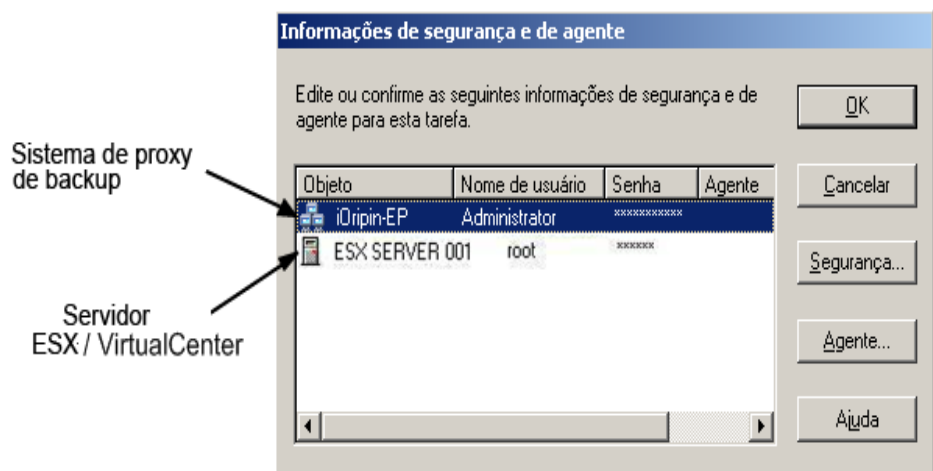 Informações de segurança e de agente
Edite ou confirme as seguintes informações de segurança e de
agente para esta tarefa.
OK
Sistema de proxy
de backup
Objeto Nome de usuário Senha Agente
Cancelar
iOripin-EP Administrator xxxxxxxxxxx
ESX SERVER 001 root xxxxxx
Segurança...
Servidor
ESX / VirtualCenter
Agente...
Ajuda